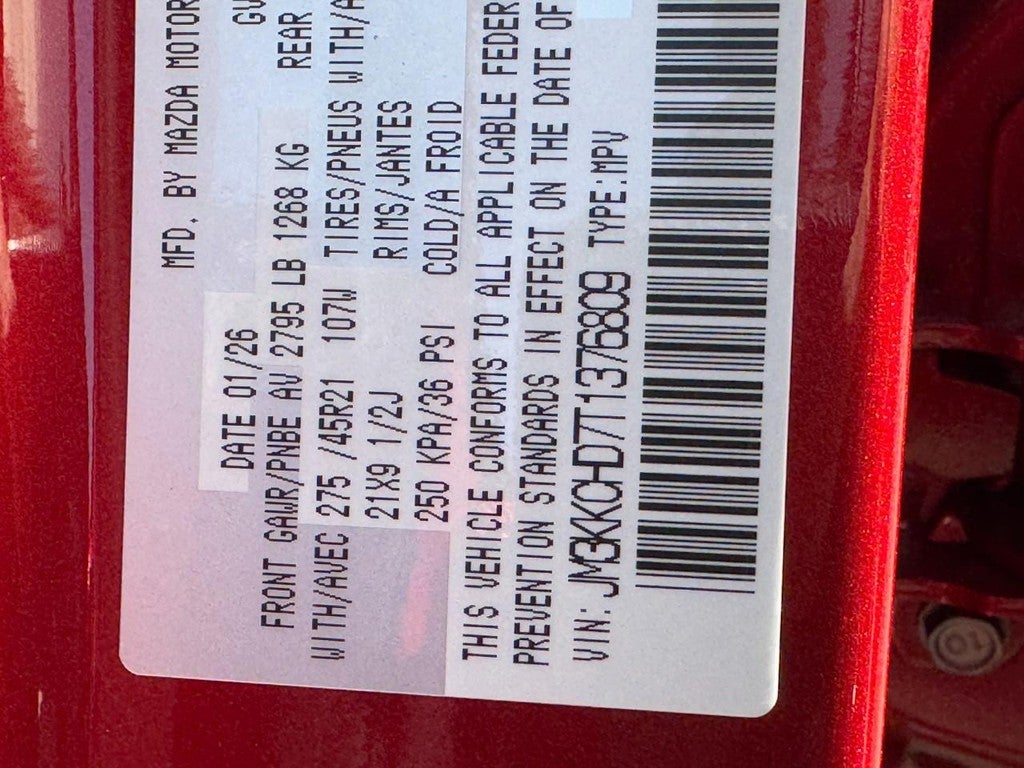 MFD. BY MAZDA MOTOR
DATE 01/26 GV
FRONT GAWR/PNBE AV 2795 LB 1268 KG REAR
WITH/AVEC 275 /45R21 107W TIRES/PNEUS WITH/A
21X9 1/2J RIMS/JANTES
250 KPA/36 PSI COLD/A FROID
THIS VEHICLE CONFORMS TO ALL APPLICABLE FEDER
PREVENTION STANDARDS IN EFFECT ON THE DATE OF
VIN: JM3KKCHD7T1376809 TYPE:MPV